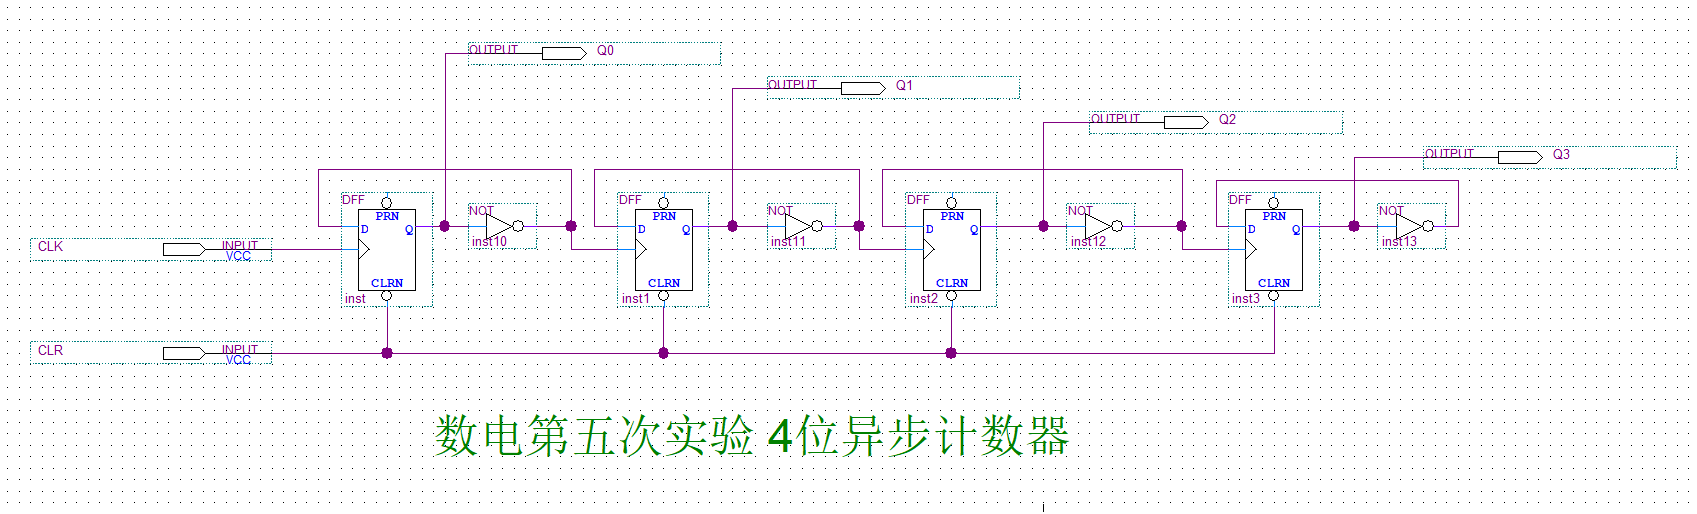 OUTPUT Q0
OUTPUT Q1
OUTPUT Q2
OUTPUT Q3
DFF
PRN
D Q
CLRN
inst
NOT
inst10
DFF
PRN
D Q
CLRN
inst1
NOT
inst11
DFF
PRN
D Q
CLRN
inst2
NOT
inst12
DFF
PRN
D Q
CLRN
inst3
NOT
inst13
CLK INPUT
VCC
CLR INPUT
VCC
数电第五次实验 4位异步计数器